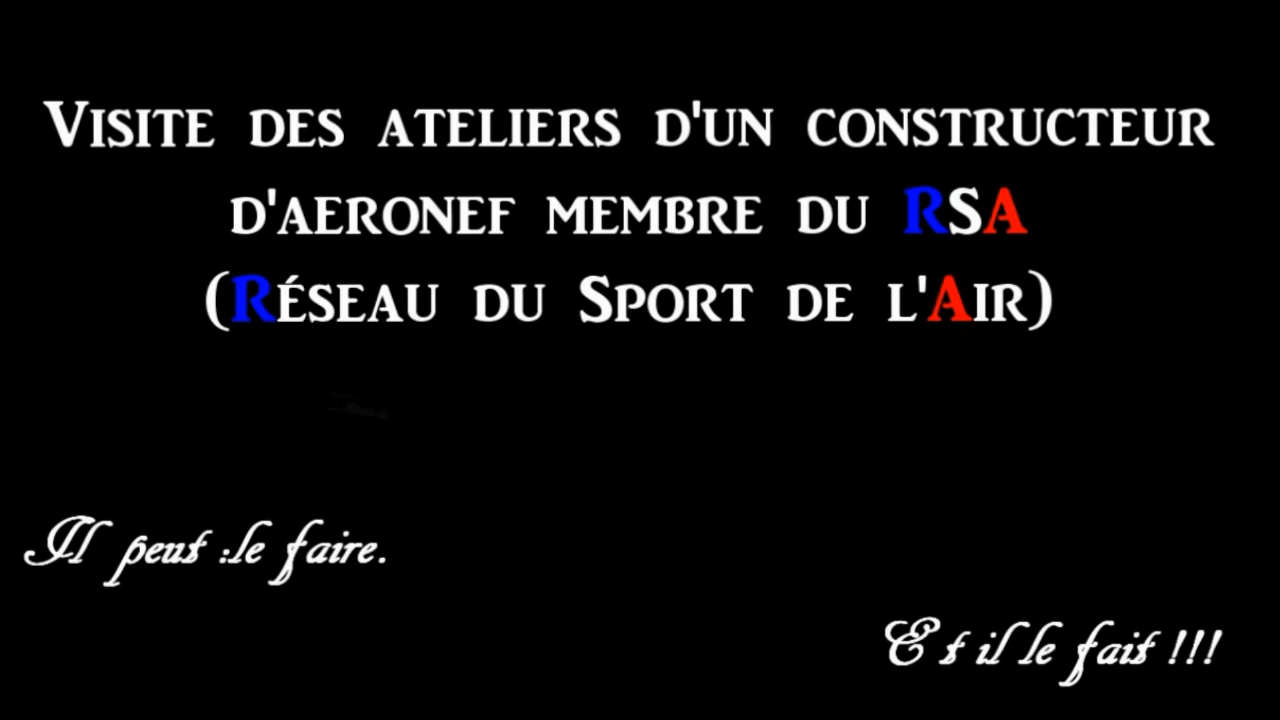 Visite des ateliers d'un constructeur
d'aeronef membre du RSA
(Réseau du Sport de l'Air)
Il peut :le faire.
Et il le fait !!!